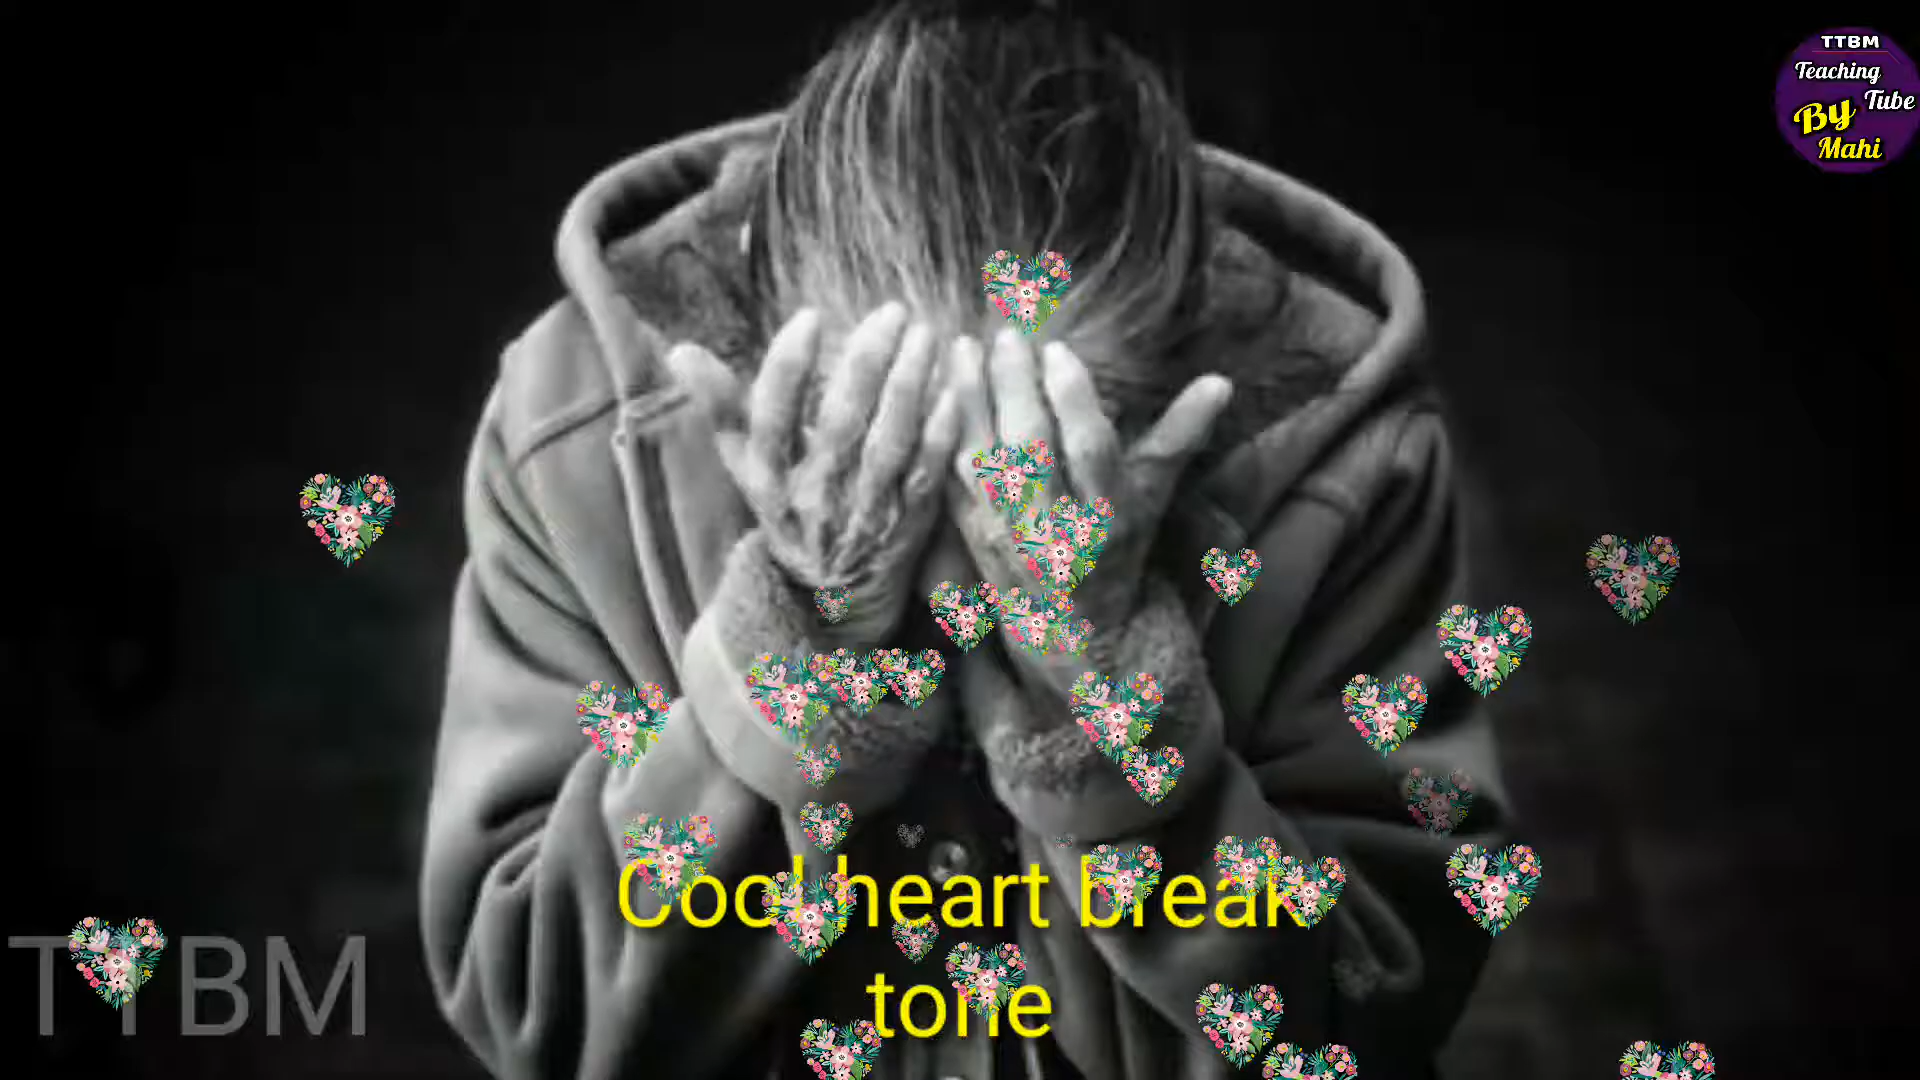 TTBM
Teaching
Tube
By
Mahi
Cool heart break
tone
TTBM